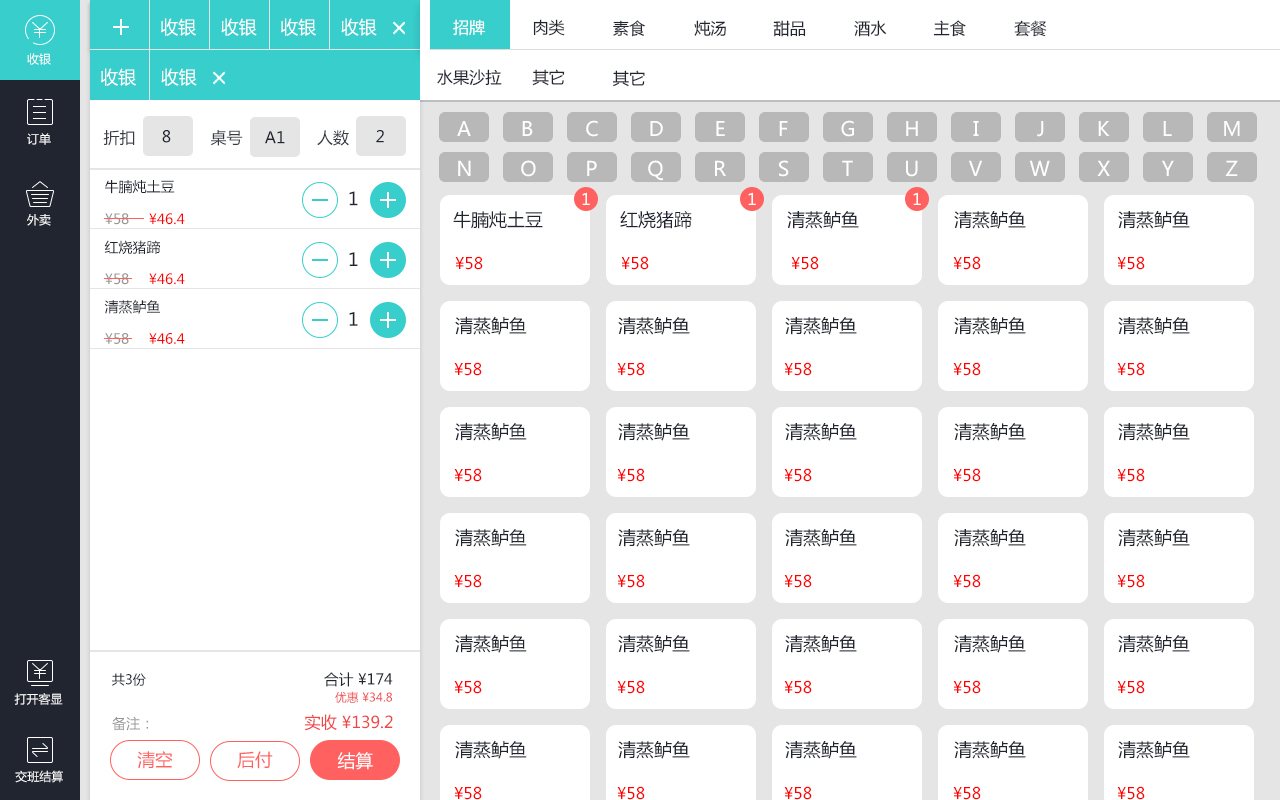 收银
订单
外卖
打开客显
交班结算
+ 收银 收银 收银 收银 ×
收银 收银 ×
折扣 8 桌号 A1 人数 2
牛腩炖土豆
¥58 ¥46.4 1
红烧猪蹄
¥58 ¥46.4 1
清蒸鲈鱼
¥58 ¥46.4 1
共3份 合计 ¥174
优惠 ¥34.8
备注： 实收 ¥139.2
清空 后付 结算
招牌 肉类 素食 炖汤 甜品 酒水 主食 套餐
水果沙拉 其它 其它
A B C D E F G H I J K L M
N O P Q R S T U V W X Y Z
1 1 1
牛腩炖土豆 红烧猪蹄 清蒸鲈鱼 清蒸鲈鱼 清蒸鲈鱼
¥58 ¥58 ¥58 ¥58 ¥58
清蒸鲈鱼 清蒸鲈鱼 清蒸鲈鱼 清蒸鲈鱼 清蒸鲈鱼
¥58 ¥58 ¥58 ¥58 ¥58
清蒸鲈鱼 清蒸鲈鱼 清蒸鲈鱼 清蒸鲈鱼 清蒸鲈鱼
¥58 ¥58 ¥58 ¥58 ¥58
清蒸鲈鱼 清蒸鲈鱼 清蒸鲈鱼 清蒸鲈鱼 清蒸鲈鱼
¥58 ¥58 ¥58 ¥58 ¥58
清蒸鲈鱼 清蒸鲈鱼 清蒸鲈鱼 清蒸鲈鱼 清蒸鲈鱼
¥58 ¥58 ¥58 ¥58 ¥58
清蒸鲈鱼 清蒸鲈鱼 清蒸鲈鱼 清蒸鲈鱼 清蒸鲈鱼
¥58 ¥58 ¥58 ¥58 ¥58